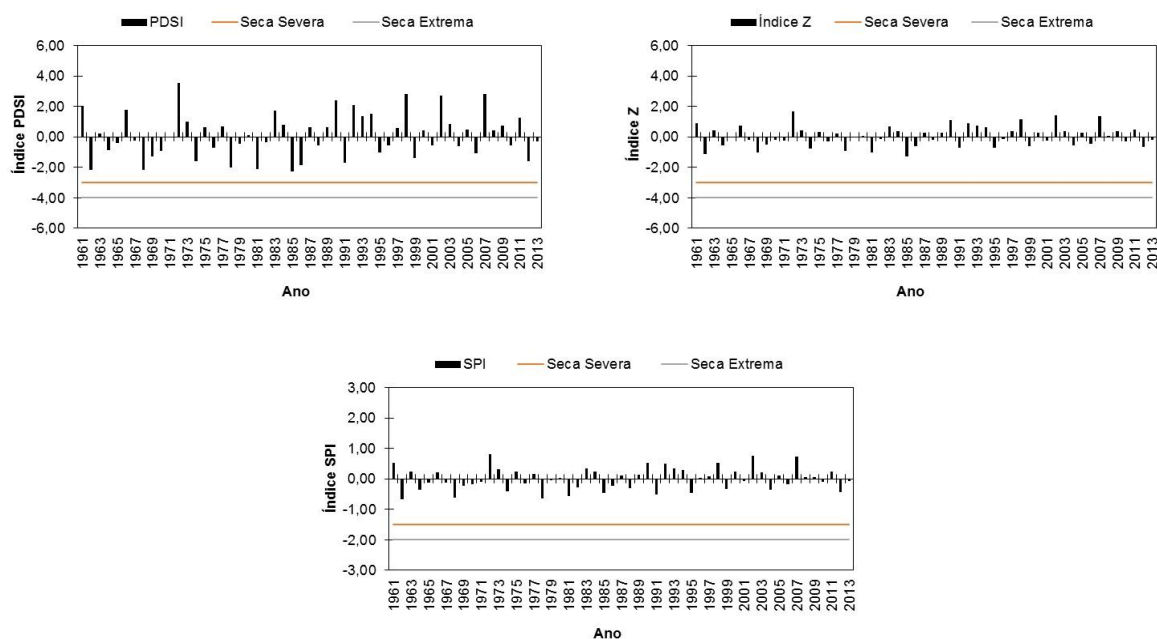 PDSI Seca Severa Seca Extrema
6,00
4,00
2,00
0,00
-2,00
-4,00
-6,00
Índice PDSI
1961 1963 1965 1967 1969 1971 1973 1975 1977 1979 1981 1983 1985 1987 1989 1991 1993 1995 1997 1999 2001 2003 2005 2007 2009 2011 2013
Ano
Índice Z Seca Severa Seca Extrema
6,00
4,00
2,00
0,00
-2,00
-4,00
-6,00
Índice Z
1961 1963 1965 1967 1969 1971 1973 1975 1977 1979 1981 1983 1985 1987 1989 1991 1993 1995 1997 1999 2001 2003 2005 2007 2009 2011 2013
Ano
SPI Seca Severa Seca Extrema
3,00
2,00
1,00
0,00
-1,00
-2,00
-3,00
Índice SPI
1961 1963 1965 1967 1969 1971 1973 1975 1977 1979 1981 1983 1985 1987 1989 1991 1993 1995 1997 1999 2001 2003 2005 2007 2009 2011 2013
Ano